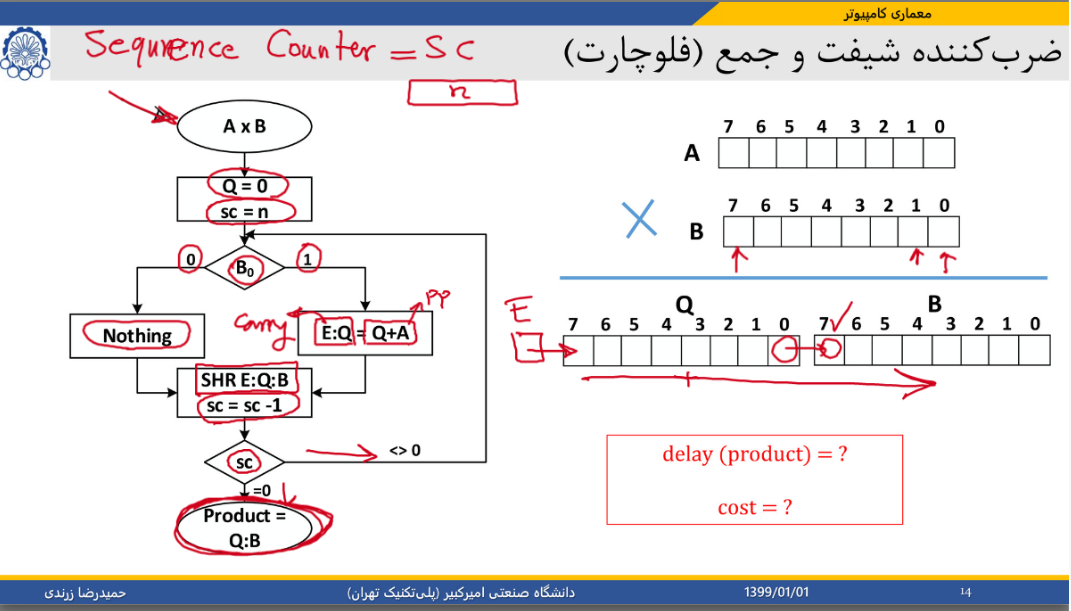 معماری کامپیوتر
ضرب‌کننده شیفت و جمع (فلوچارت)
Sequence Counter = SC
n
A x B
Q = 0
sc = n
0
B₀
1
PP
Carry
Nothing
E:Q = Q+A
SHR E:Q:B
sc = sc -1
sc
<> 0
=0
Product =
Q:B
7 6 5 4 3 2 1 0
A
7 6 5 4 3 2 1 0
B
E
Q
B
7 6 5 4 3 2 1 0
7 6 5 4 3 2 1 0
delay (product) = ?
cost = ?
حمیدرضا زرندی
دانشگاه صنعتی امیرکبیر (پلی‌تکنیک تهران)
1399/01/01
14